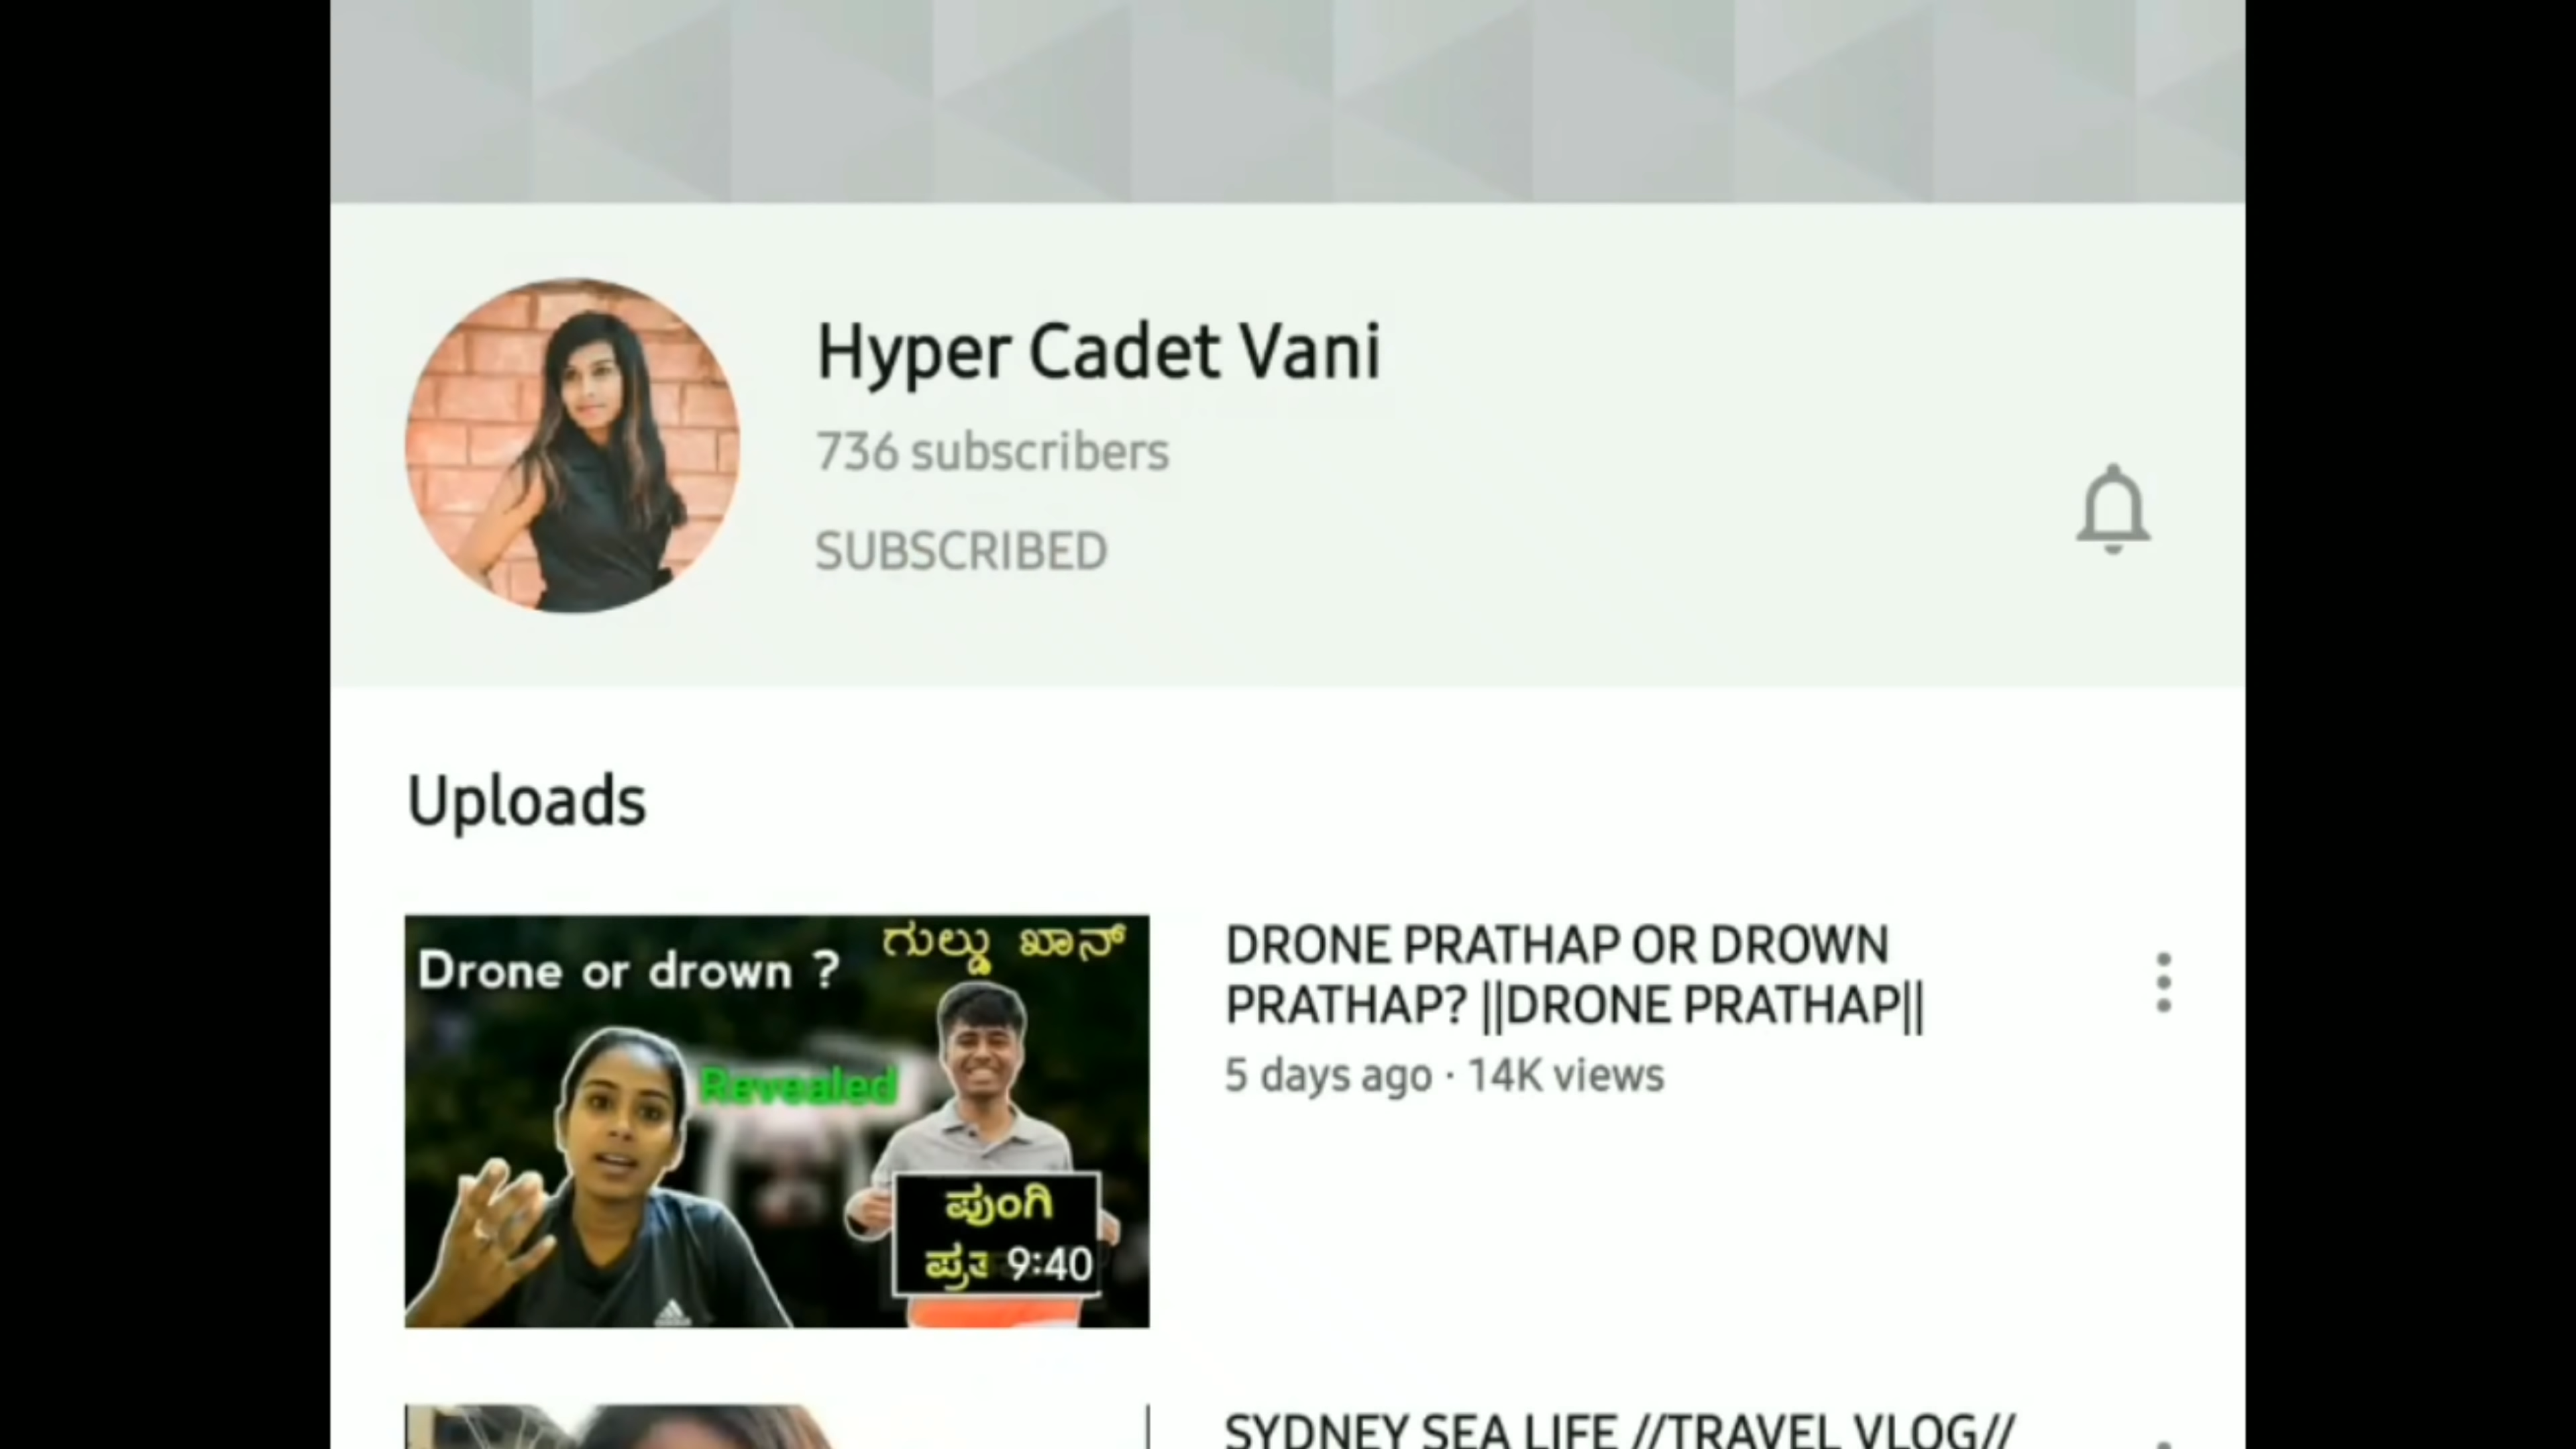 Hyper Cadet Vani
736 subscribers
SUBSCRIBED
Uploads
Drone or drown ?
ಗುಲ್ಡು ಖಾನ್
Revealed
ಪುಂಗಿ
9:40
DRONE PRATHAP OR DROWN
PRATHAP? ||DRONE PRATHAP||
5 days ago · 14K views
SYDNEY SEA LIFE //TRAVEL VLOG//